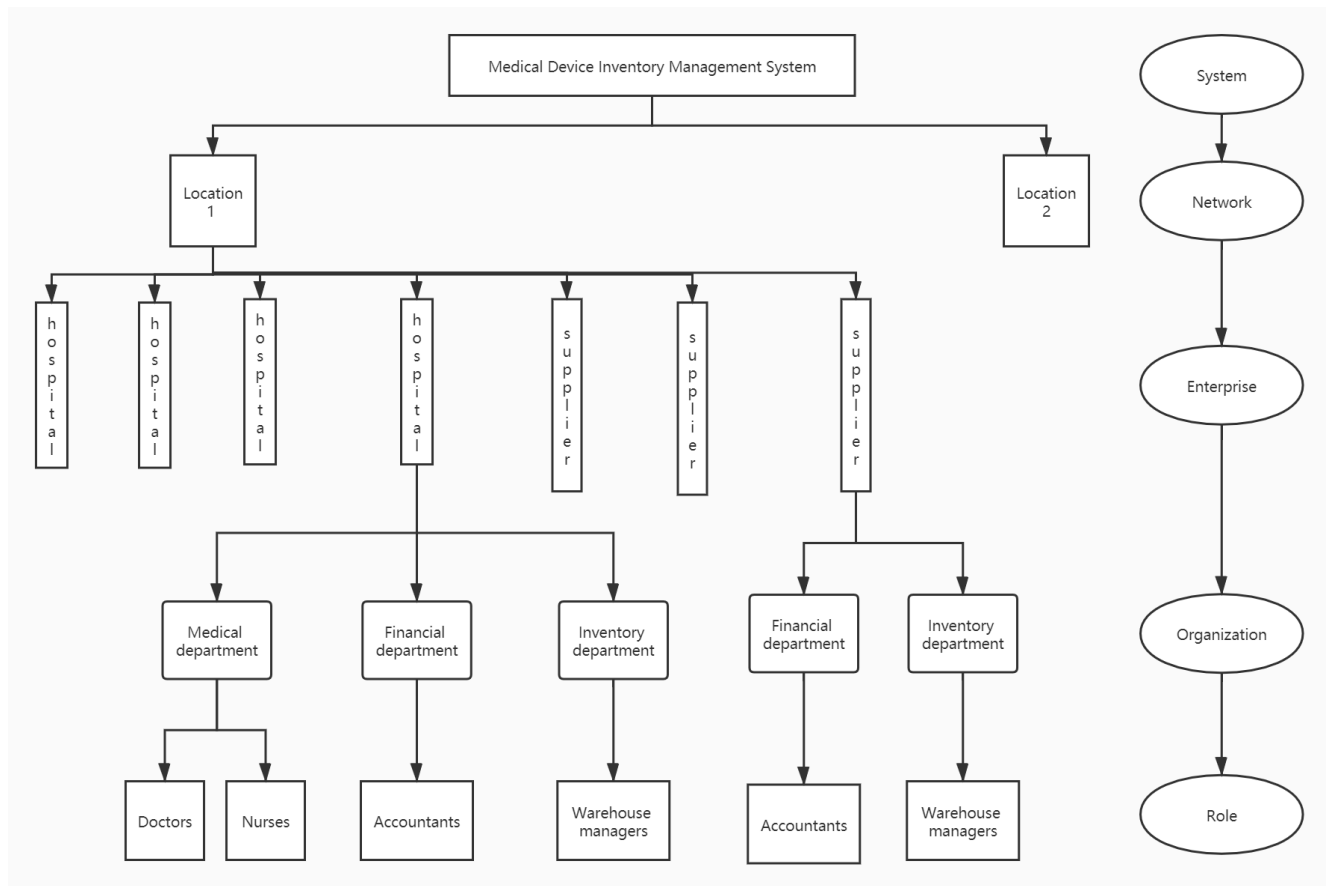 Medical Device Inventory Management System
System
Location
1
Location
2
Network
hospital
hospital
hospital
hospital
supplier
supplier
supplier
Enterprise
Medical
department
Financial
department
Inventory
department
Financial
department
Inventory
department
Organization
Doctors
Nurses
Accountants
Warehouse
managers
Accountants
Warehouse
managers
Role